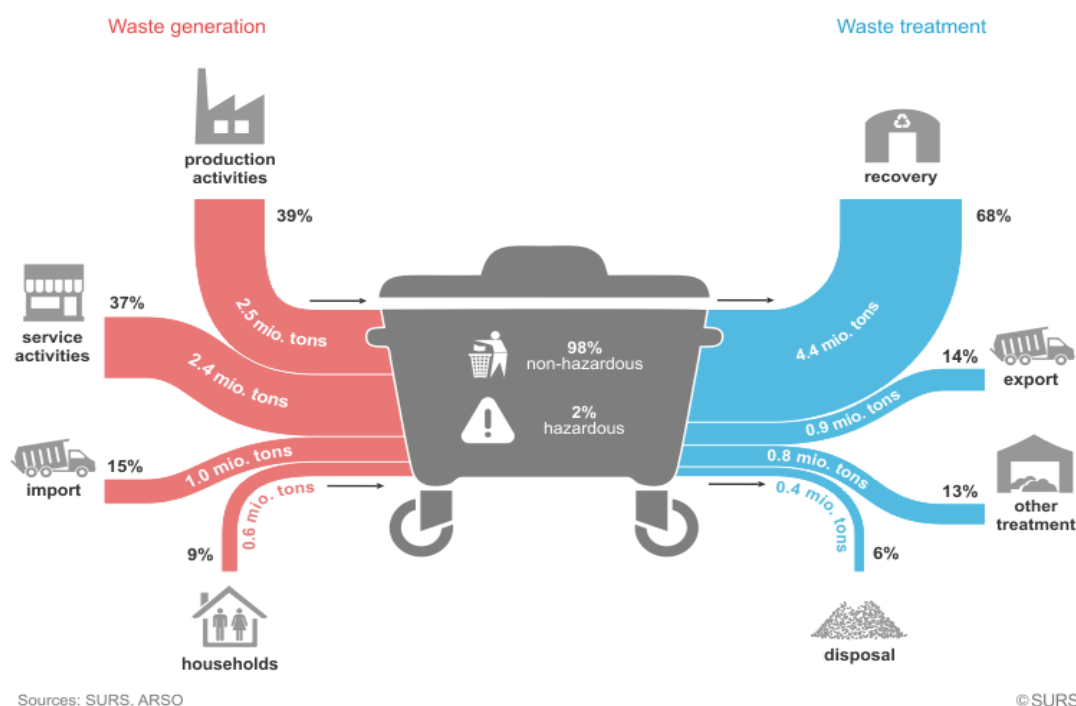 Waste generation
Waste treatment
production
activities
39%
2.5 mio. tons
service
activities
37%
2.4 mio. tons
import
15%
1.0 mio. tons
households
9%
0.6 mio. tons
98%
non-hazardous
2%
hazardous
recovery
68%
4.4 mio. tons
14%
export
0.9 mio. tons
0.8 mio. tons
13%
other
treatment
0.4 mio. tons
6%
disposal
Sources: SURS, ARSO
© SURS